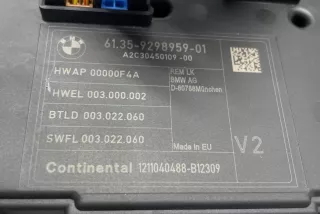 61.35-9298959-01
A2C30450109-00
HWAP 00000F4A
REM LK
BMW AG
D-80788München
HWEL 003.000.002
BTLD 003.022.060
SWFL 003.022.060
Made in EU
V2
Continental 1211040488-B12309